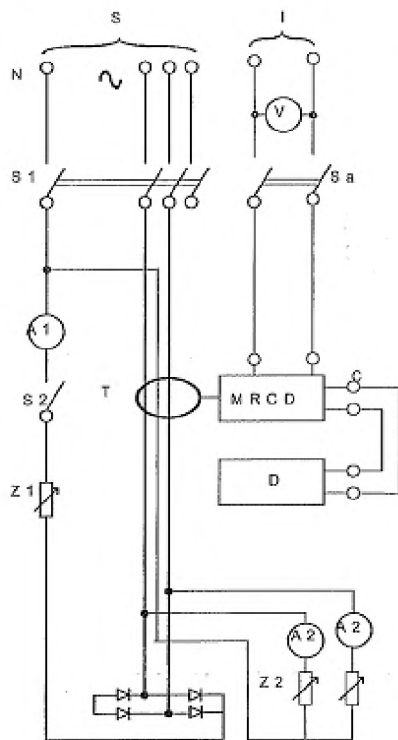 S I
N
V
S 1 S a
A 1
S 2
T M R C D C
Z 1
D
A 2 A 2
Z 2